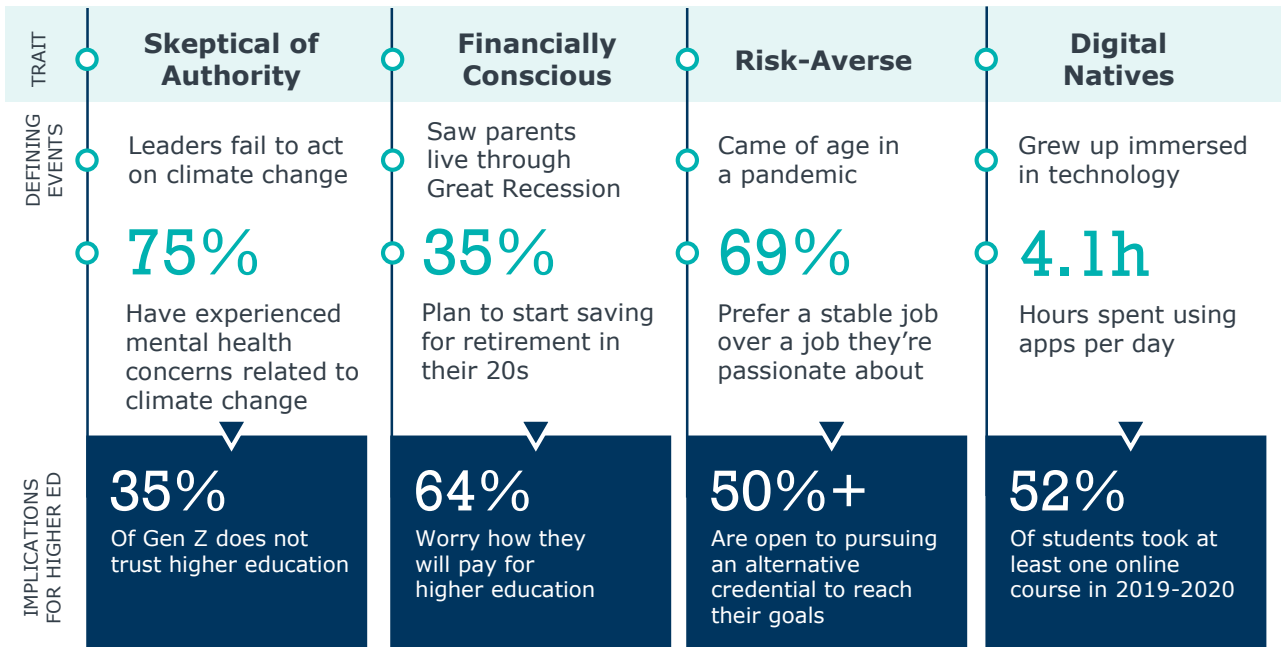 TRAIT
Skeptical of
Authority
Financially
Conscious
Risk-Averse
Digital
Natives
DEFINING
EVENTS
Leaders fail to act
on climate change
Saw parents
live through
Great Recession
Came of age in
a pandemic
Grew up immersed
in technology
75%
Have experienced
mental health
concerns related to
climate change
35%
Plan to start saving
for retirement in
their 20s
69%
Prefer a stable job
over a job they’re
passionate about
4.1h
Hours spent using
apps per day
IMPLICATIONS
FOR HIGHER ED
35%
Of Gen Z does not
trust higher education
64%
Worry how they
will pay for
higher education
50%+
Are open to pursuing
an alternative
credential to reach
their goals
52%
Of students took at
least one online
course in 2019-2020